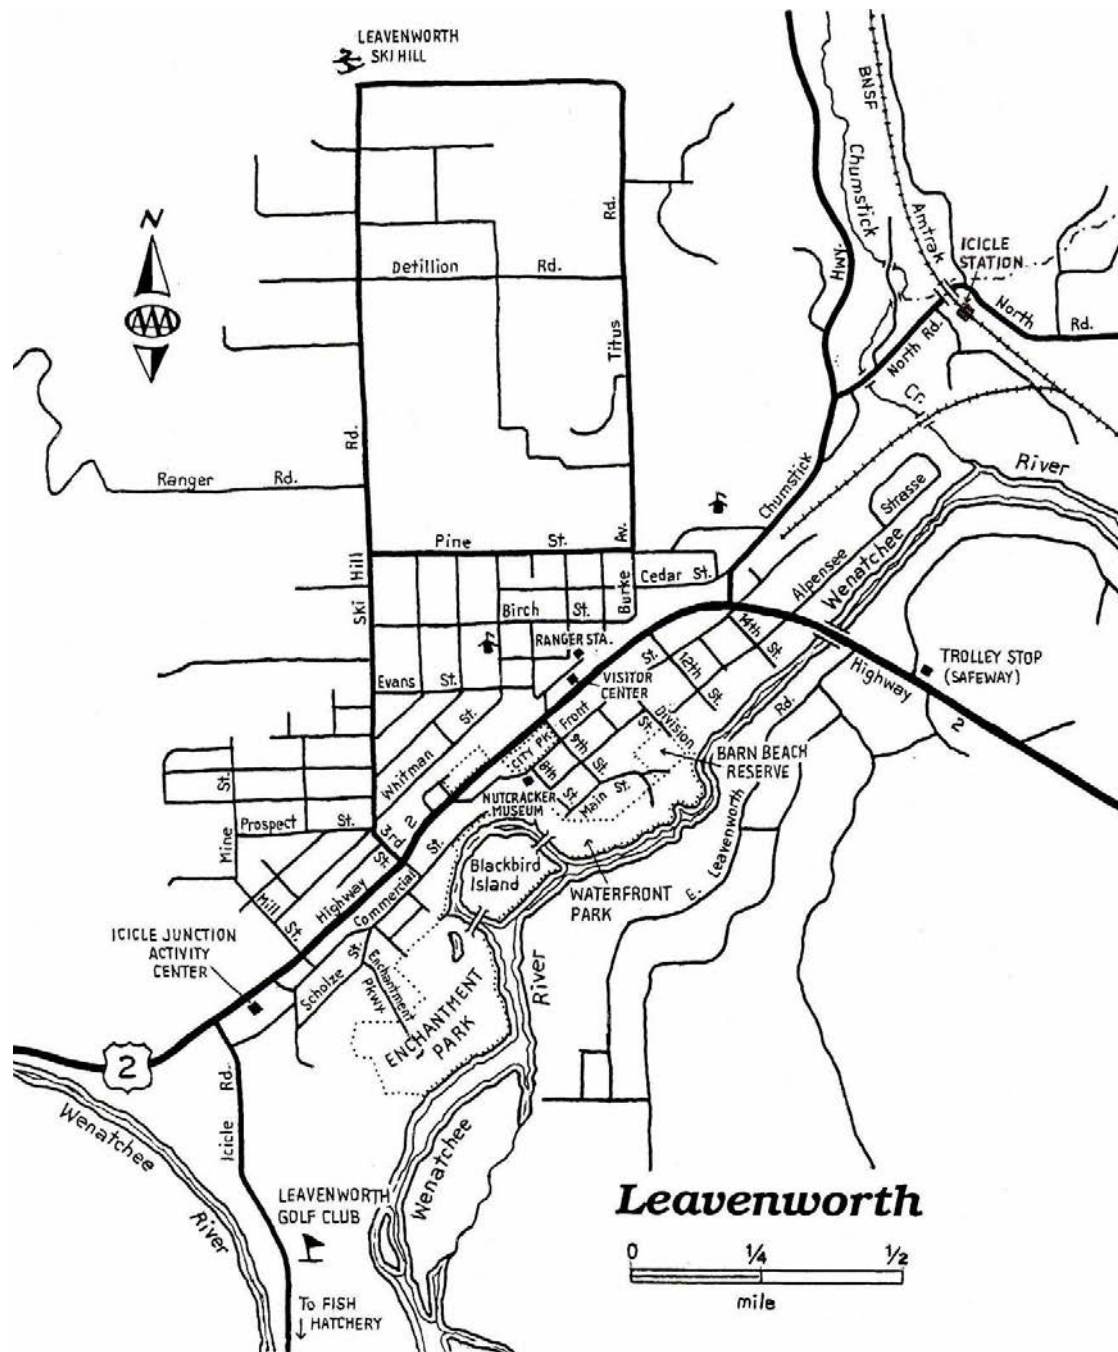 LEAVENWORTH
SKI HILL
BNSF
Chumstick
Amtrak
ICICLE
STATION
Hwy.
North
Rd.
North Rd.
Cr.
N
AAA
Rd.
Detillion
Rd.
Titus
Rd.
Ranger
Rd.
Chumstick
River
Strasse
Alpensee
Wenatchee
Pine
St.
Av.
Ski Hill
Burke
Cedar St.
Birch
St.
RANGER STA.
14th
St.
12th
St.
St.
Highway
2
TROLLEY STOP
(SAFEWAY)
Evans
St.
VISITOR
CENTER
Front
Division
St.
CITY PK.
9th
St.
8th
St.
Main St.
BARN BEACH
RESERVE
Rd.
Whitman
St.
NUTCRACKER
MUSEUM
St.
Mine
Prospect
St.
3rd
St.
2
Highway
St.
Commercial
Blackbird
Island
WATERFRONT
PARK
E. Leavenworth
Mill
St.
ICICLE JUNCTION
ACTIVITY
CENTER
Scholze
St.
Enchantment
Pkwy.
ENCHANTMENT
PARK
River
2
Wenatchee
River
Icicle
Rd.
Wenatchee
LEAVENWORTH
GOLF CLUB
TO FISH
HATCHERY
Leavenworth
0 1/4 1/2
mile